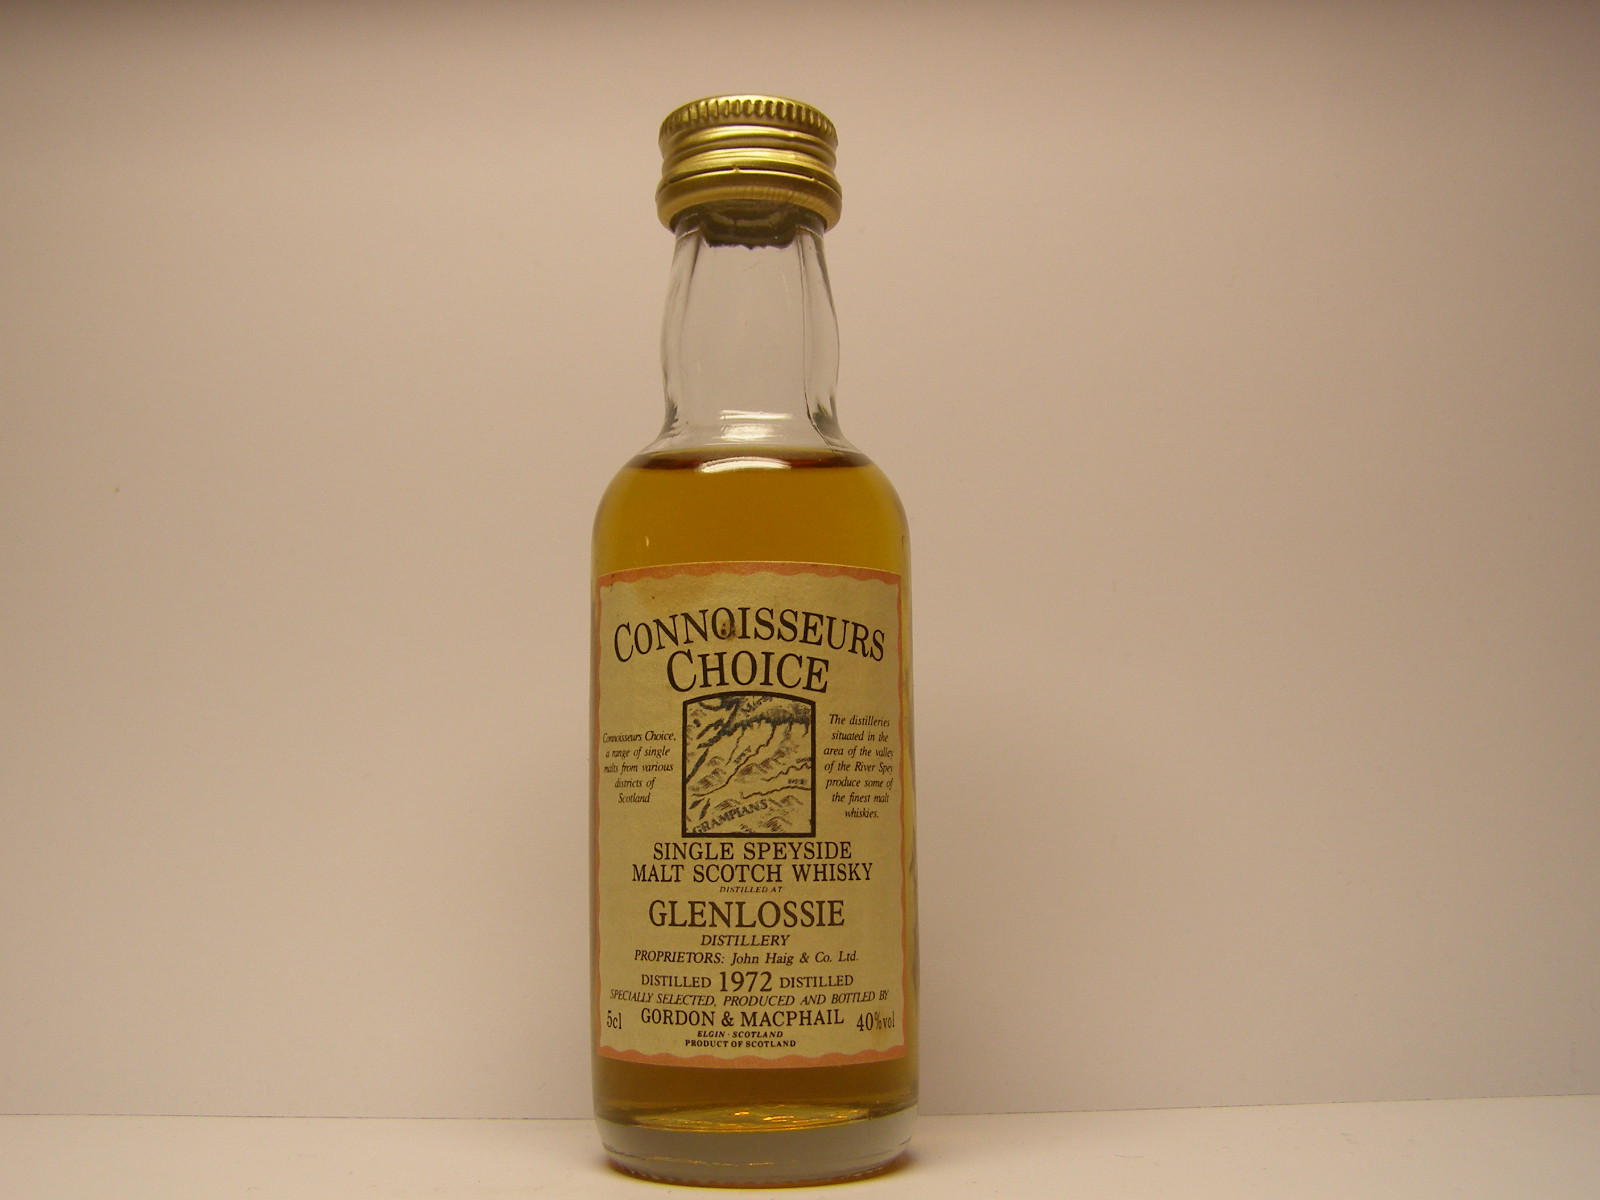 CONNOISSEURS
CHOICE
Connoisseurs Choice,
a range of single
malts from various
districts of
Scotland
The distilleries
situated in the
area of the valley
of the River Spey
produce some of
the finest malt
whiskies.
Moray
GRAMPIANS
SINGLE SPEYSIDE
MALT SCOTCH WHISKY
DISTILLED AT
GLENLOSSIE
DISTILLERY
PROPRIETORS: John Haig & Co. Ltd.
DISTILLED 1972 DISTILLED
SPECIALLY SELECTED, PRODUCED AND BOTTLED BY
5cl GORDON & MACPHAIL 40%vol
ELGIN · SCOTLAND
PRODUCT OF SCOTLAND